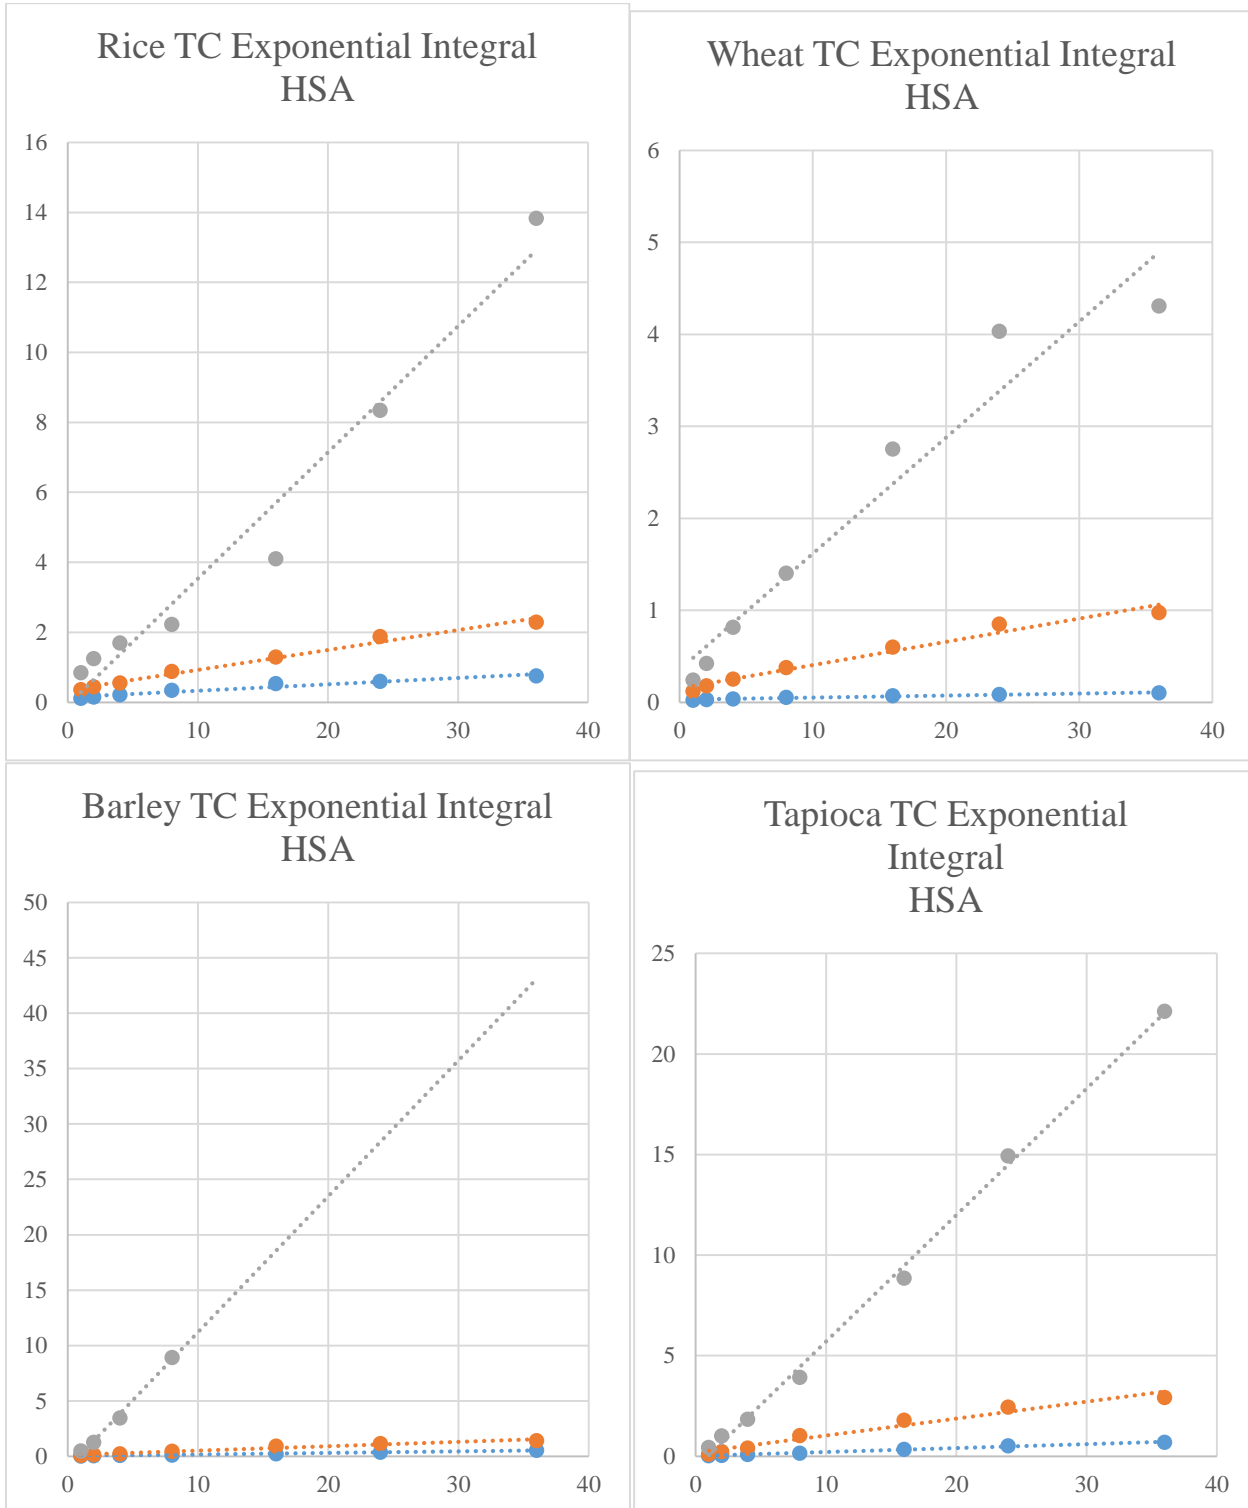 Rice TC Exponential Integral
HSA
16
14
12
10
8
6
4
2
0
0 10 20 30 40
Wheat TC Exponential Integral
HSA
6
5
4
3
2
1
0
0 10 20 30 40
Barley TC Exponential Integral
HSA
50
45
40
35
30
25
20
15
10
5
0
0 10 20 30 40
Tapioca TC Exponential
Integral
HSA
25
20
15
10
5
0
0 10 20 30 40